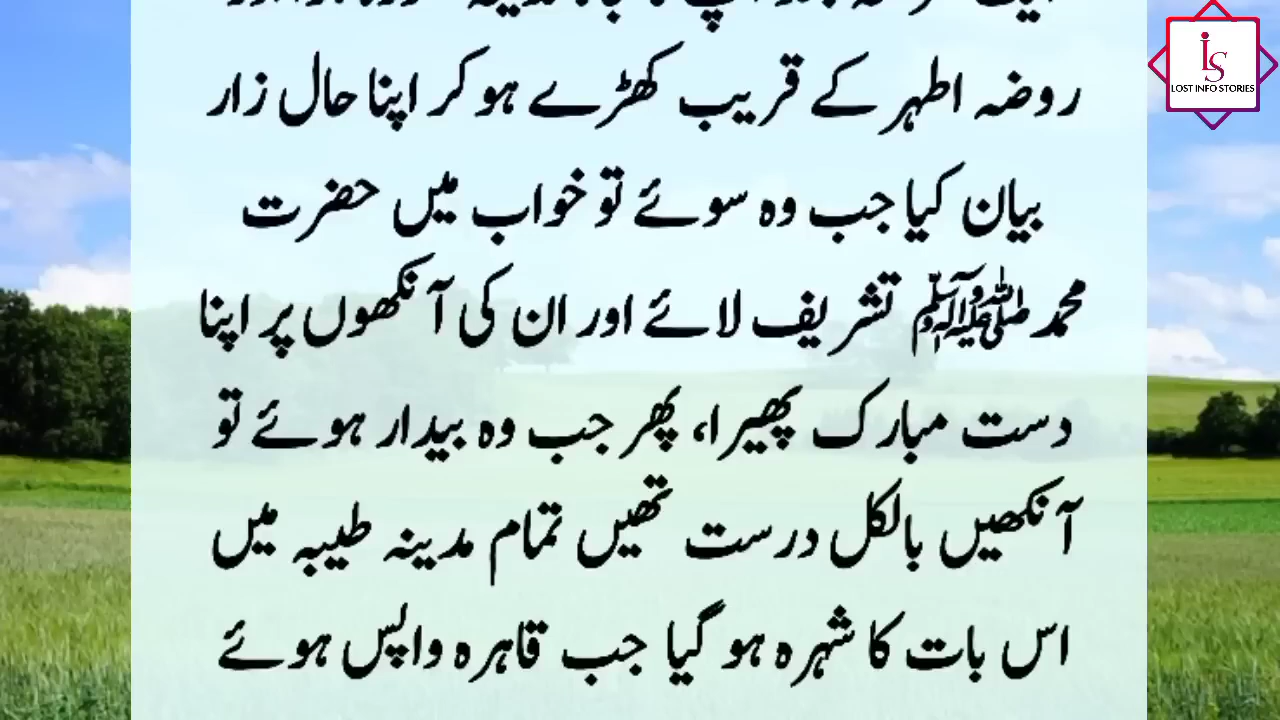 روضہ اطہر کے قریب کھڑے ہو کر اپنا حال زار
بیان کیا جب وہ سوئے تو خواب میں حضرت
محمد ﷺ تشریف لائے اور ان کی آنکھوں پر اپنا
دست مبارک پھیرا، پھر جب وہ بیدار ہوئے تو
آنکھیں بالکل درست تھیں تمام مدینہ طیبہ میں
اس بات کا شہرہ ہو گیا جب قاہرہ واپس ہوئے
LS
LOST INFO STORIES